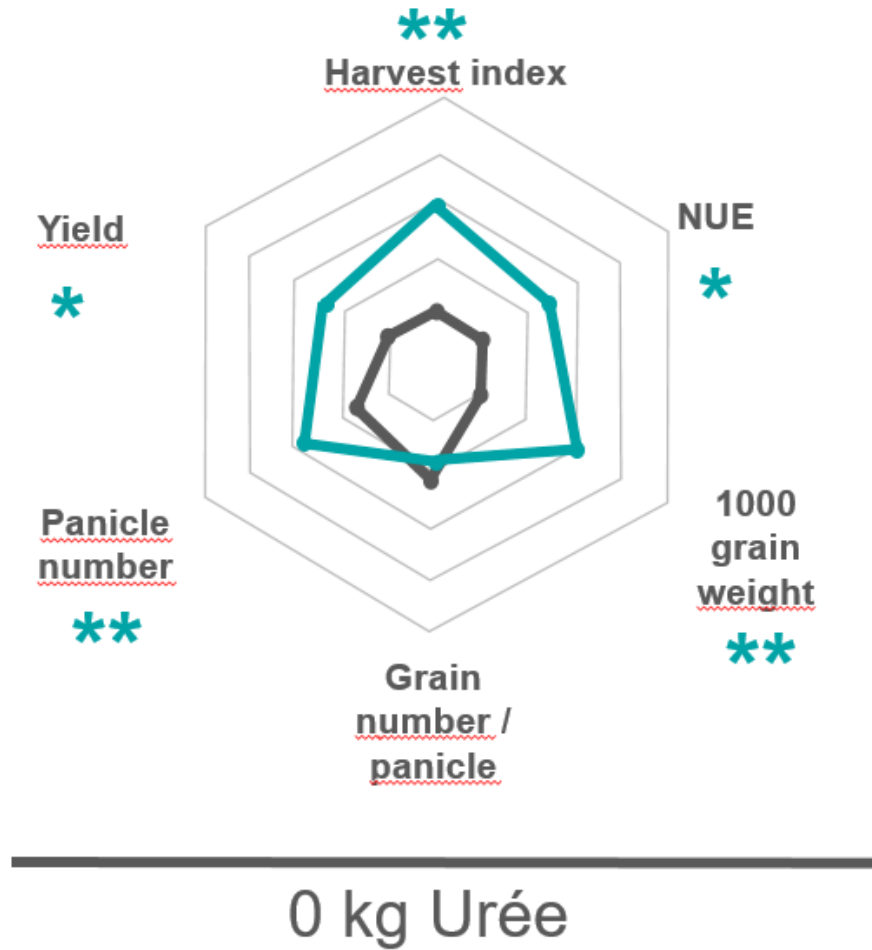 **
Harvest index
Yield
*
NUE
*
Panicle
number
**
1000
grain
weight
**
Grain
number /
panicle
0 kg Urée